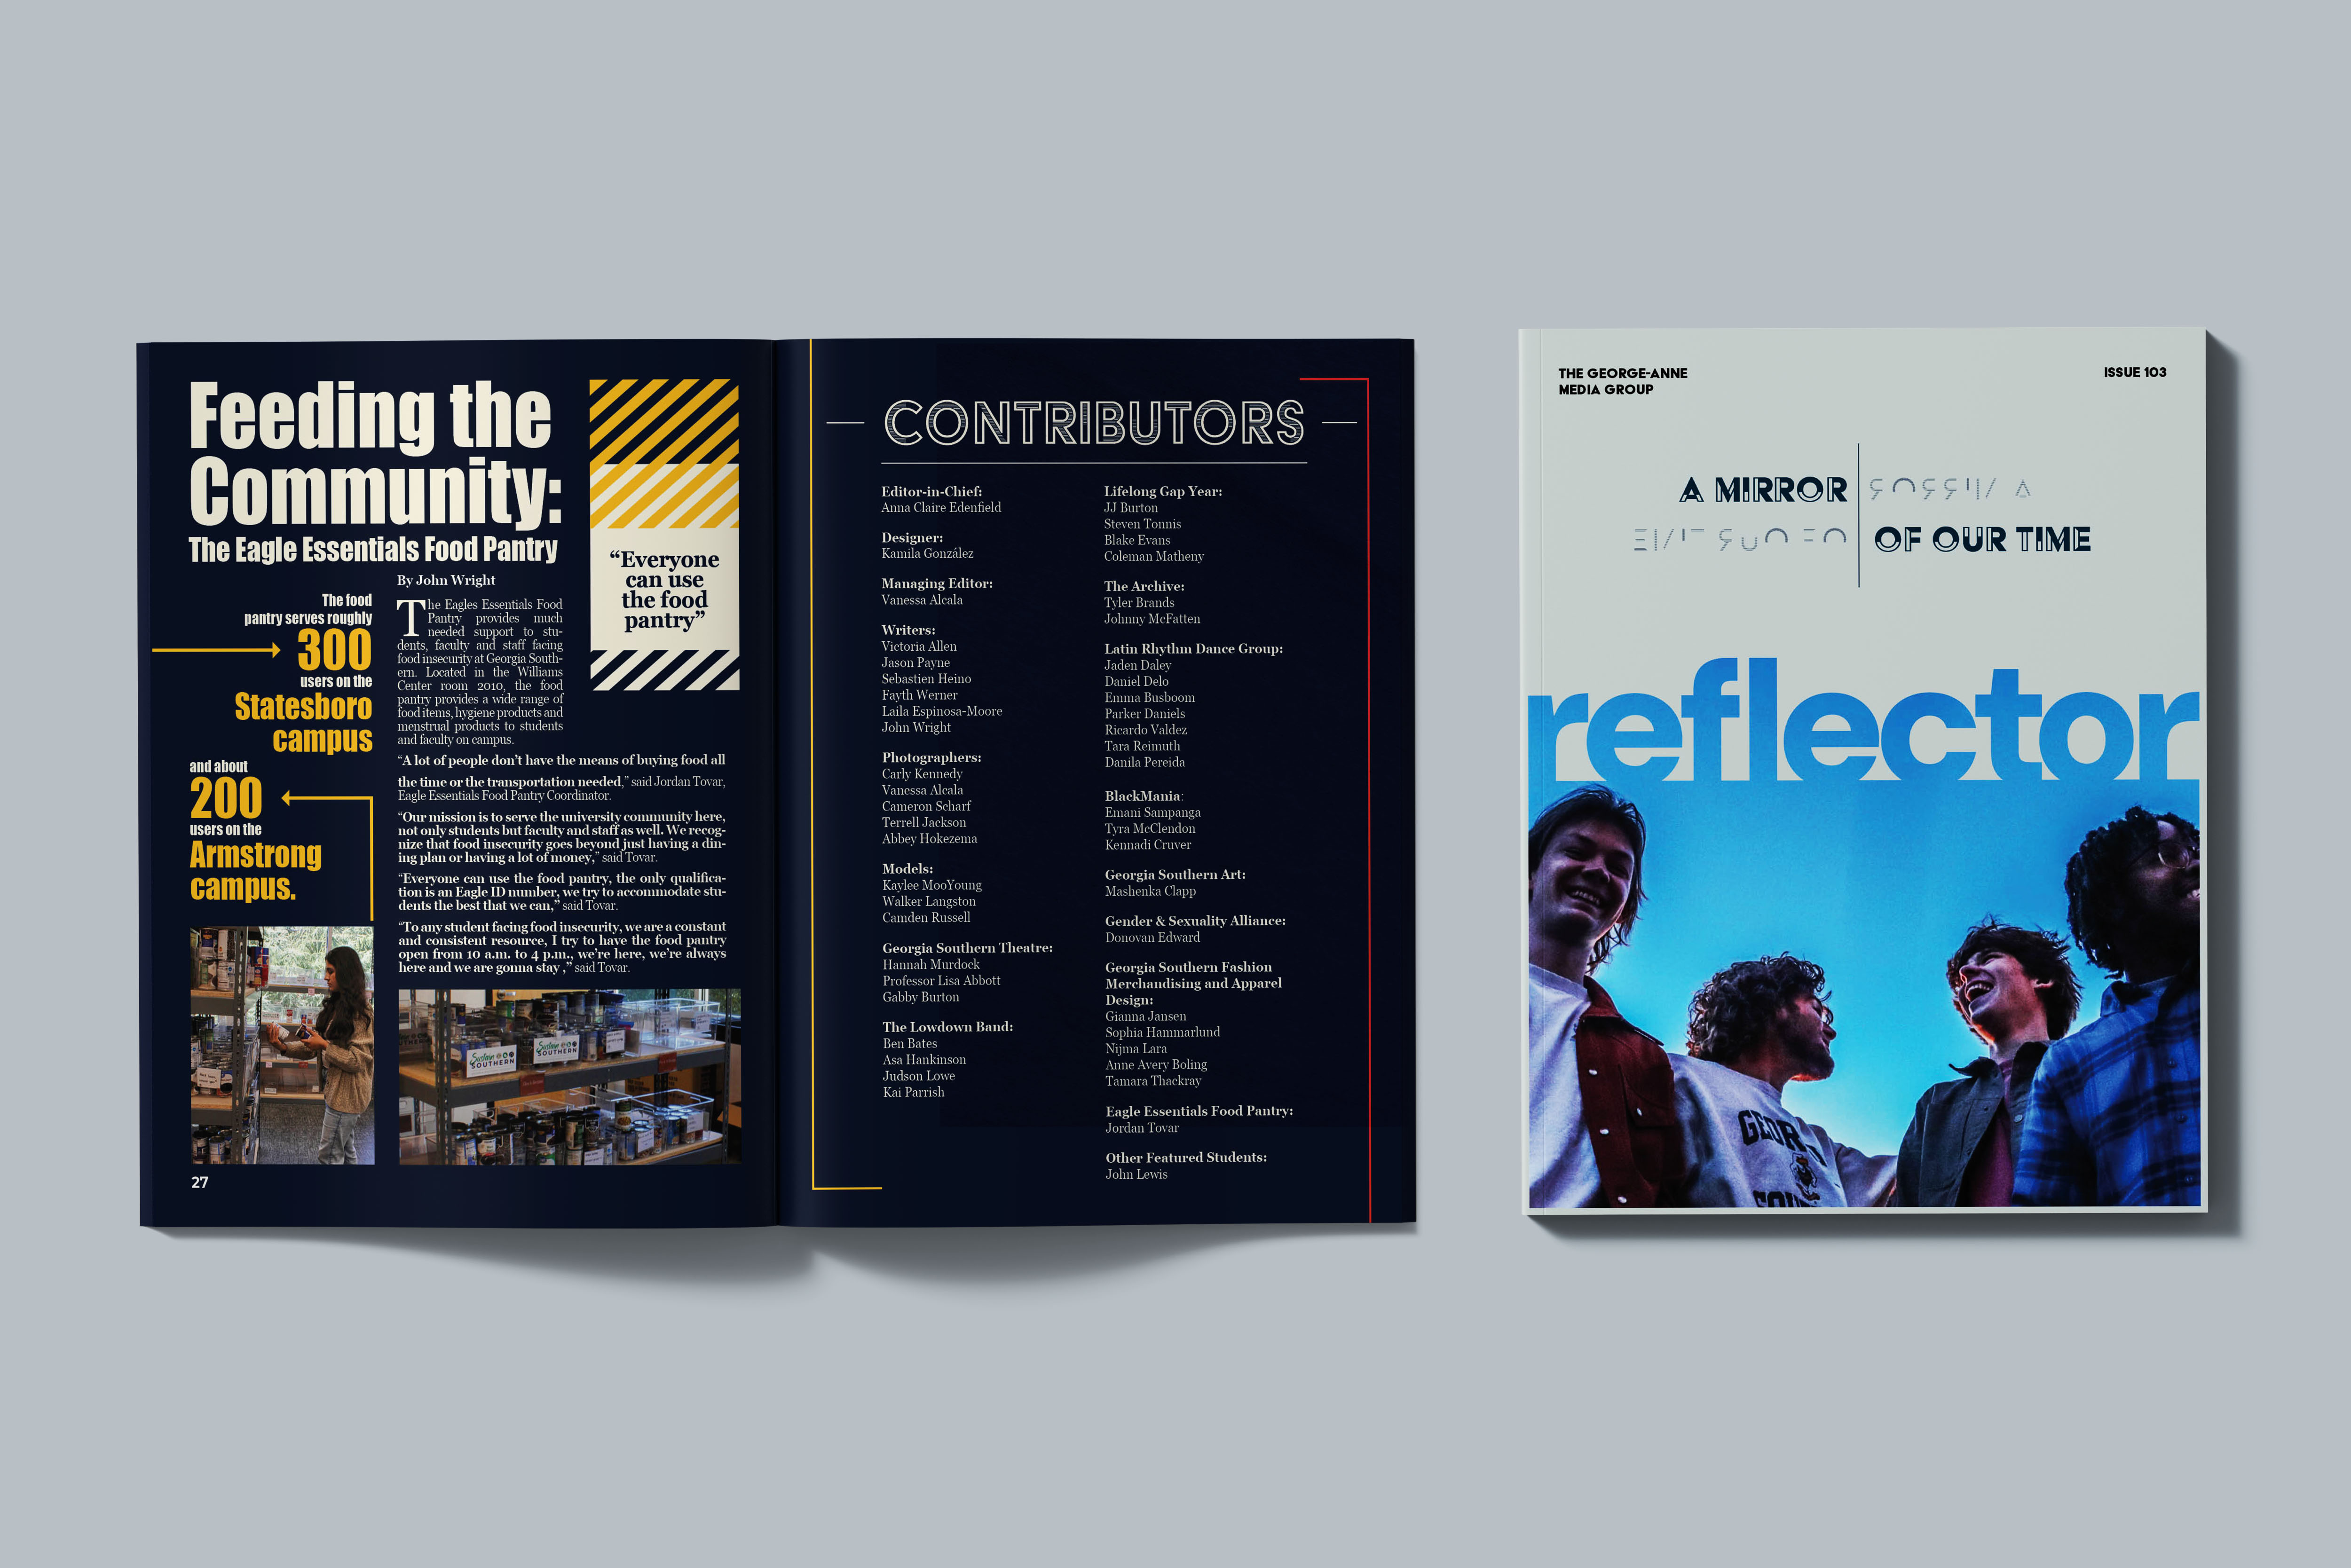 Feeding the
Community:
The Eagle Essentials Food Pantry
By John Wright
The food
pantry serves roughly
300
users on the
Statesboro
campus
and about
200
users on the
Armstrong
campus.
The Eagles Essentials Food
Pantry provides much
needed support to stu-
dents, faculty and staff facing
food insecurity at Georgia South-
ern. Located in the Williams
Center room 2010, the food
pantry provides a wide range of
food items, hygiene products and
menstrual products to students
and faculty on campus.
“A lot of people don’t have the means of buying food all
the time or the transportation needed,” said Jordan Tovar,
Eagle Essentials Food Pantry Coordinator.
“Our mission is to serve the university community here,
not only students but faculty and staff as well. We recog-
nize that food insecurity goes beyond just having a din-
ing plan or having a lot of money,” said Tovar.
“Everyone can use the food pantry, the only qualifica-
tion is an Eagle ID number, we try to accommodate stu-
dents the best that we can,” said Tovar.
“To any student facing food insecurity, we are a constant
and consistent resource, I try to have the food pantry
open from 10 a.m. to 4 p.m., we’re here, we’re always
here and we are gonna stay ,” said Tovar.
“Everyone
can use
the food
pantry”
Sustain
SOUTHERN
Sustain
SOUTHERN
27
CONTRIBUTORS
Editor-in-Chief:
Anna Claire Edenfield
Designer:
Kamila González
Managing Editor:
Vanessa Alcala
Writers:
Victoria Allen
Jason Payne
Sebastien Heino
Fayth Werner
Laila Espinosa-Moore
John Wright
Photographers:
Carly Kennedy
Vanessa Alcala
Cameron Scharf
Terrell Jackson
Abbey Hokezema
Models:
Kaylee MooYoung
Walker Langston
Camden Russell
Georgia Southern Theatre:
Hannah Murdock
Professor Lisa Abbott
Gabby Burton
The Lowdown Band:
Ben Bates
Asa Hankinson
Judson Lowe
Kai Parrish
Lifelong Gap Year:
JJ Burton
Steven Tonnis
Blake Evans
Coleman Matheny
The Archive:
Tyler Brands
Johnny McFatten
Latin Rhythm Dance Group:
Jaden Daley
Daniel Delo
Emma Busboom
Parker Daniels
Ricardo Valdez
Tara Reimuth
Danila Pereida
BlackMania:
Emani Sampanga
Tyra McClendon
Kennadi Cruver
Georgia Southern Art:
Mashenka Clapp
Gender & Sexuality Alliance:
Donovan Edward
Georgia Southern Fashion
Merchandising and Apparel
Design:
Gianna Jansen
Sophia Hammarlund
Nijma Lara
Anne Avery Boling
Tamara Thackray
Eagle Essentials Food Pantry:
Jordan Tovar
Other Featured Students:
John Lewis
THE GEORGE-ANNE
MEDIA GROUP
ISSUE 103
A MIRROR
OF OUR TIME
reflector
GEOR